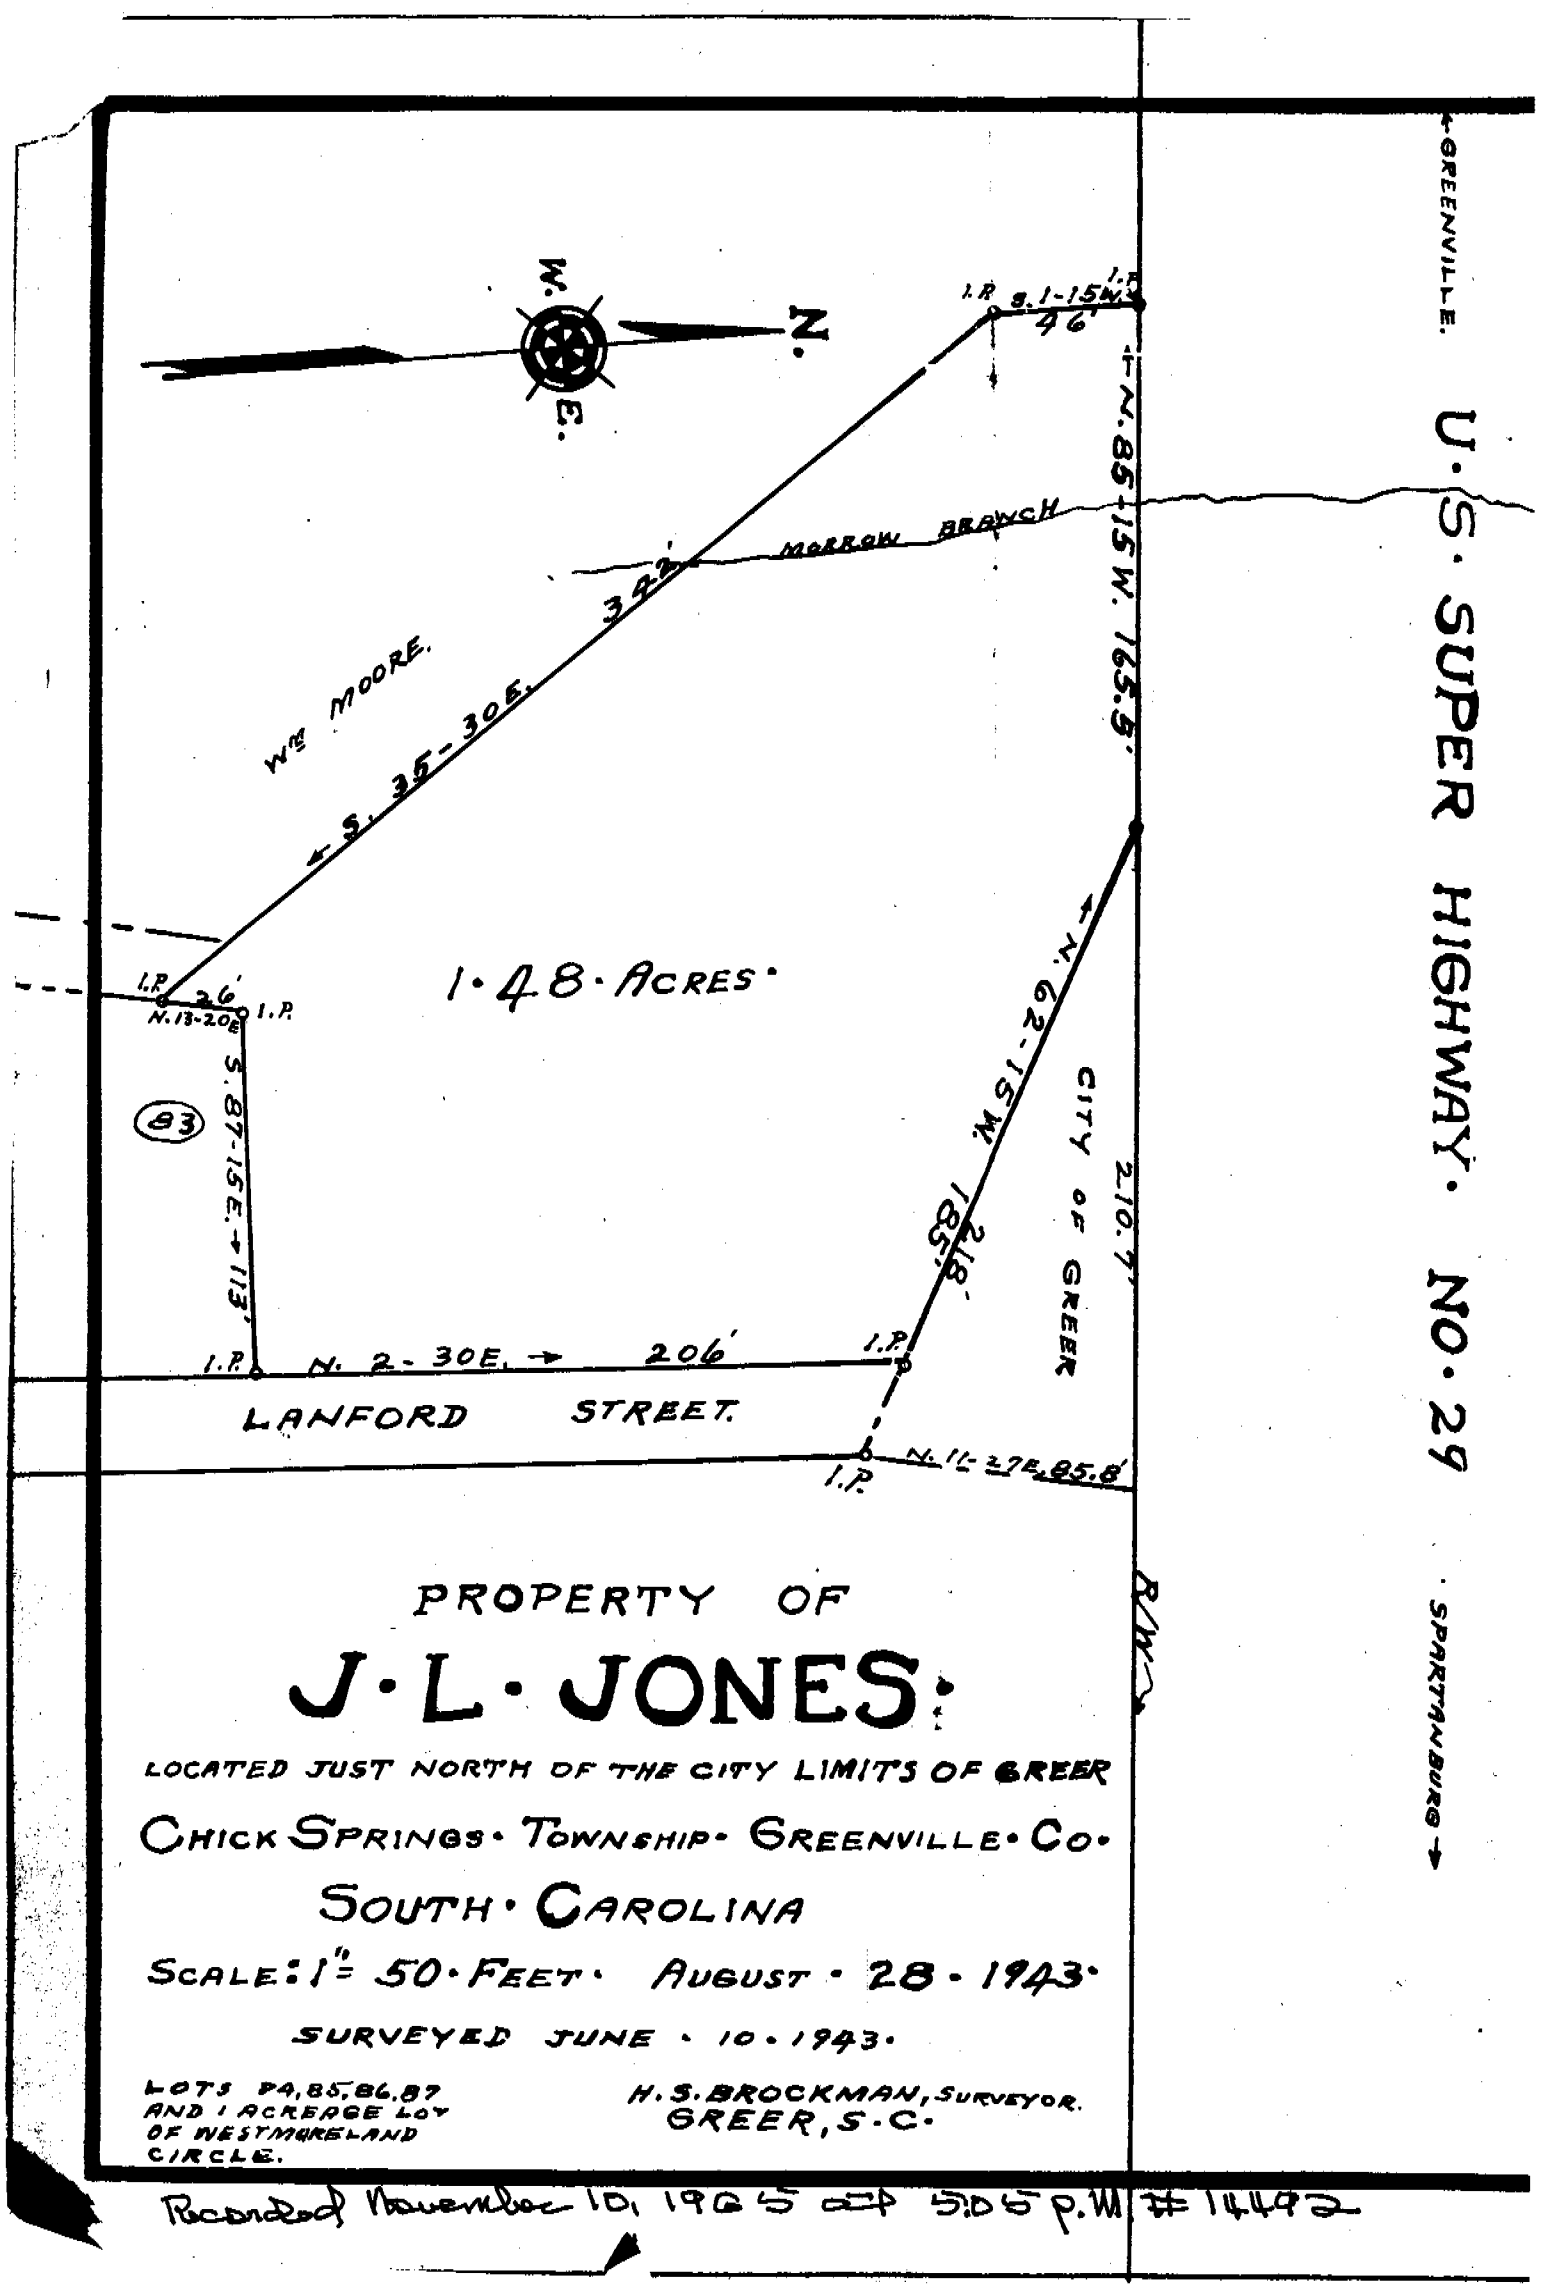 ← GREENVILLE.
U. S. SUPER HIGHWAY. NO. 29
SPARTANBURG →
W.
N.
E.
I.P.
S. 1-15 W.
46'
I.P.
← N. 85-15 W. 165.5'
MORROW BRANCH
342'
← S. 35-30 E.
Wm MOORE.
1.48. ACRES.
← N. 62-15 W.
218
185.'
CITY OF GREER
210.7'
I.P.
26'
N. 13-20 E
I.P.
83
S. 87-15 E. → 113'
I.P.
N. 2-30 E. → 206'
I.P.
LANFORD STREET.
I.P.
N. 11-27 E. 85.8'
R/W
PROPERTY OF
J. L. JONES.
LOCATED JUST NORTH OF THE CITY LIMITS OF GREER
CHICK SPRINGS. TOWNSHIP. GREENVILLE. CO.
SOUTH. CAROLINA
SCALE: 1" = 50. FEET. AUGUST. 28. 1943.
SURVEYED JUNE. 10. 1943.
LOTS 84, 85, 86, 87
AND 1 ACREAGE LOT
OF WESTMORELAND
CIRCLE.
H. S. BROCKMAN, SURVEYOR.
GREER, S. C.
Recorded November 10, 1965 at 5:05 P.M. # 14492